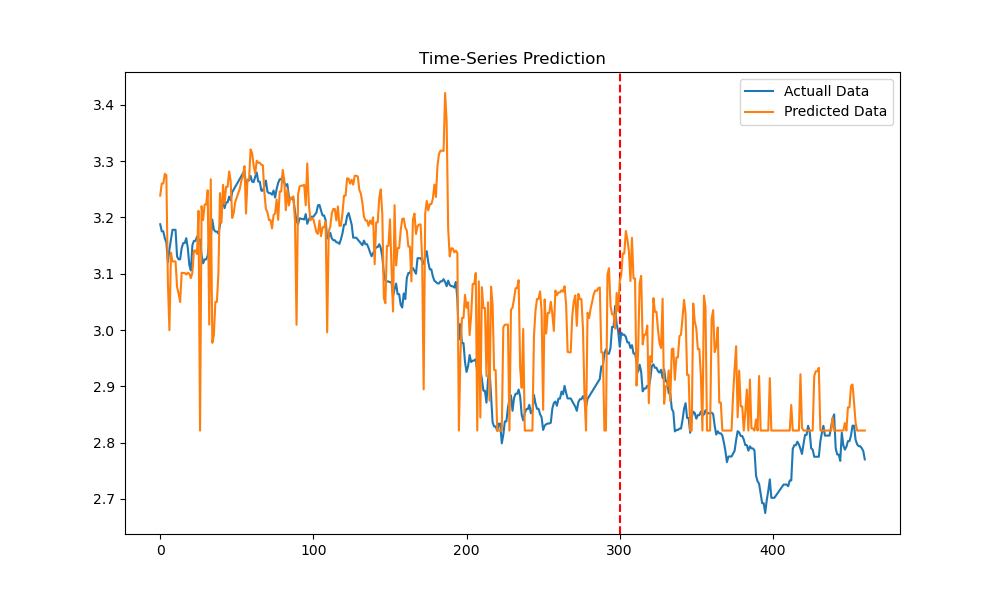 Time-Series Prediction
Actuall Data
Predicted Data
3.4
3.3
3.2
3.1
3.0
2.9
2.8
2.7
0 100 200 300 400